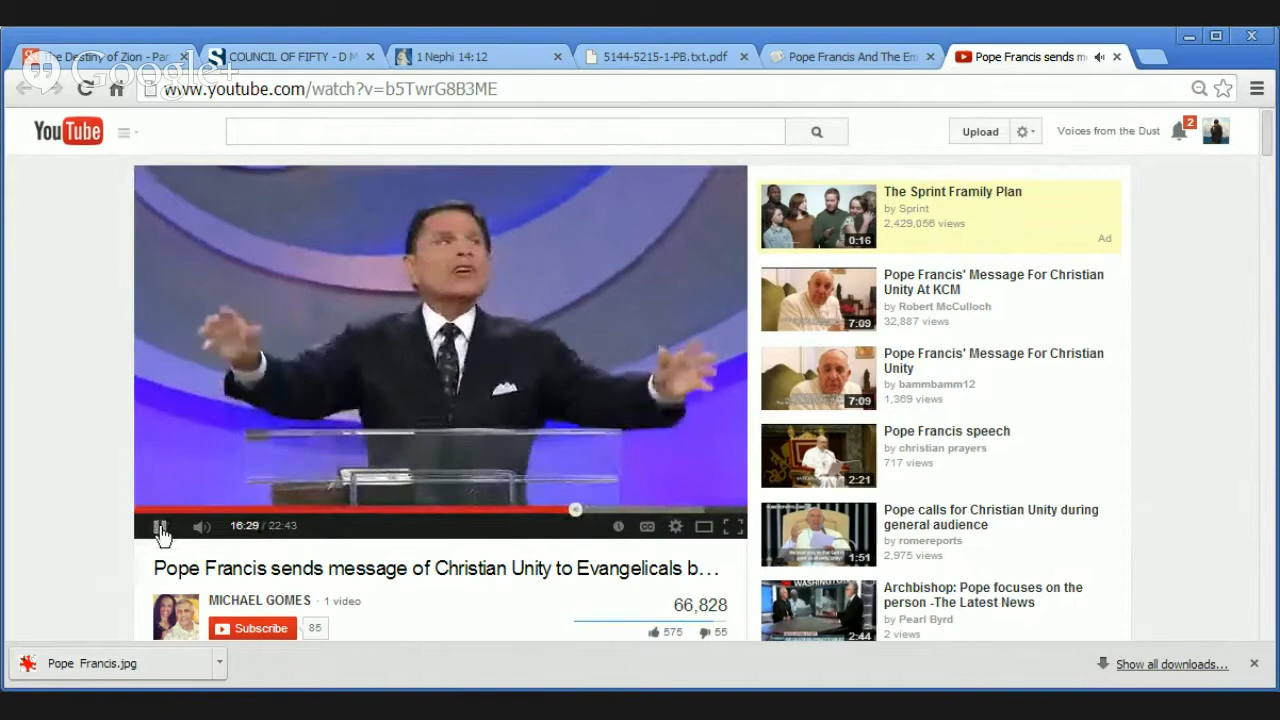 the Destiny of Zion - Pa
COUNCIL OF FIFTY - D M
1 Nephi 14:12
5144-5215-1-PB.txt.pdf
Pope Francis And The Em
Pope Francis sends m
Google+
www.youtube.com/watch?v=b5TwrG8B3ME
YouTube
Upload
Voices from the Dust
2
The Sprint Framily Plan
by Sprint
2,429,056 views
0:16
Ad
Pope Francis' Message For Christian
Unity At KCM
by Robert McCulloch
32,887 views
7:09
Pope Francis' Message For Christian
Unity
by bammbamm12
1,369 views
7:09
Pope Francis speech
by christian prayers
717 views
2:21
Pope calls for Christian Unity during
general audience
by romereports
2,975 views
1:51
Archbishop: Pope focuses on the
person -The Latest News
by Pearl Byrd
2 views
2:44
16:29 / 22:43
CC
Pope Francis sends message of Christian Unity to Evangelicals b...
MICHAEL GOMES · 1 video
Subscribe 85
66,828
575 55
Pope Francis.jpg
Show all downloads...